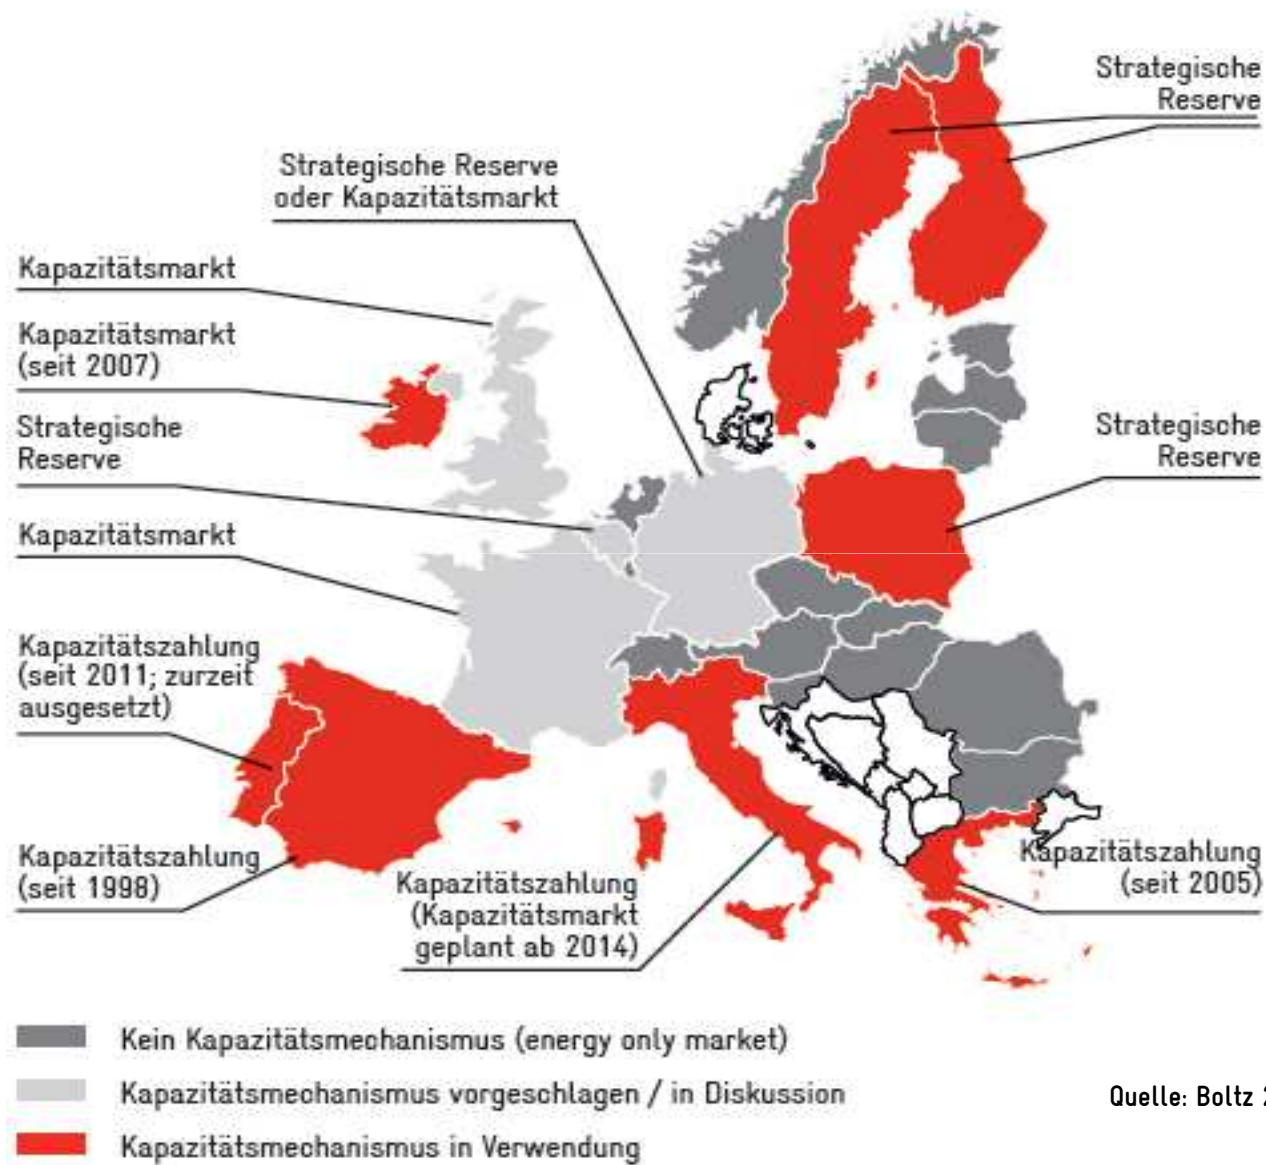 Strategische
Reserve
Strategische Reserve
oder Kapazitätsmarkt
Kapazitätsmarkt
Kapazitätsmarkt
(seit 2007)
Strategische
Reserve
Strategische
Reserve
Kapazitätsmarkt
Kapazitätszahlung
(seit 2011; zurzeit
ausgesetzt)
Kapazitätszahlung
(seit 1998)
Kapazitätszahlung
(Kapazitätsmarkt
geplant ab 2014)
Kapazitätszahlung
(seit 2005)
Kein Kapazitätsmechanismus (energy only market)
Kapazitätsmechanismus vorgeschlagen / in Diskussion
Kapazitätsmechanismus in Verwendung
Quelle: Boltz 2